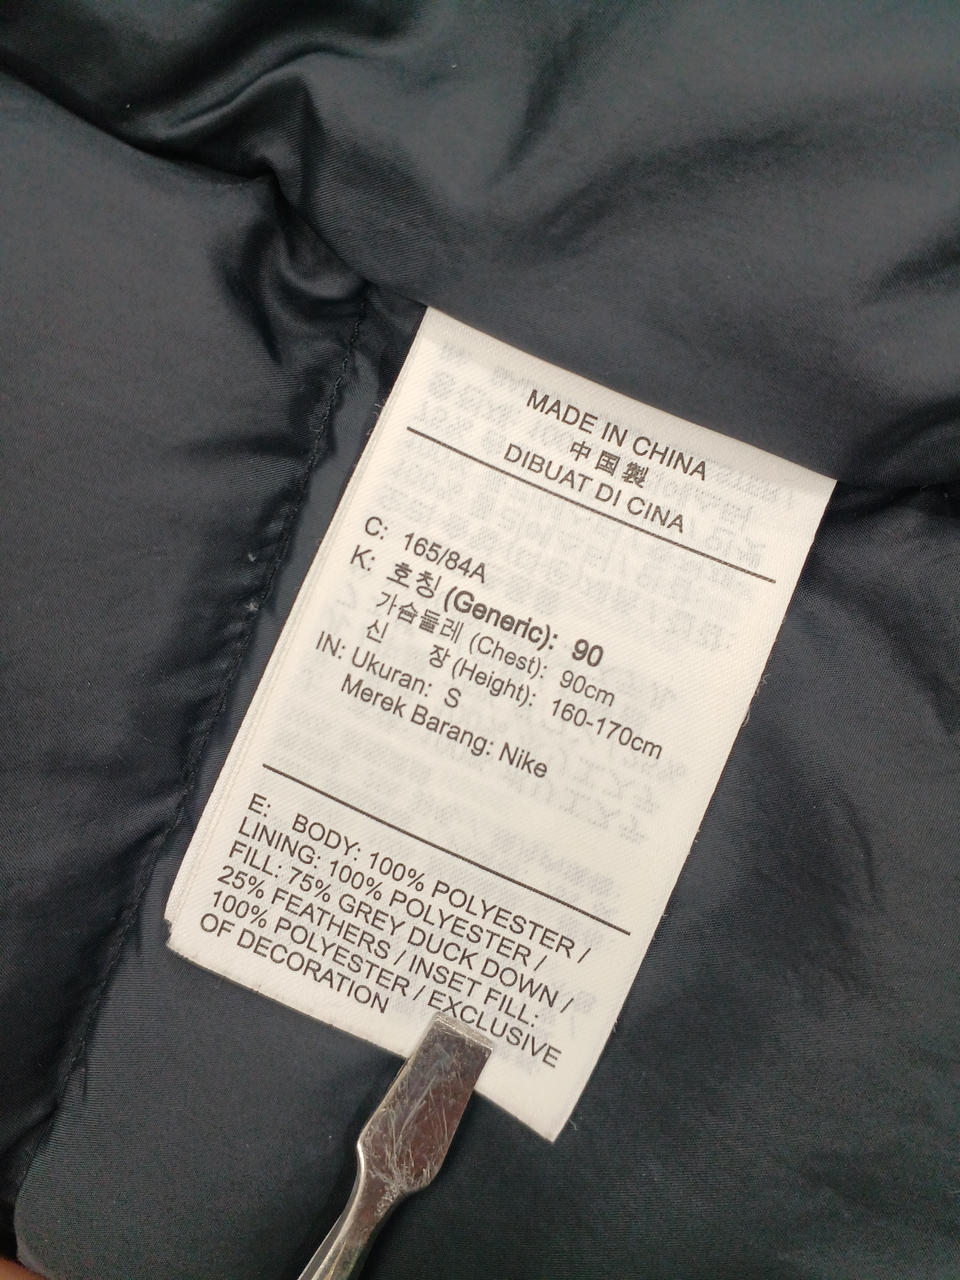 MADE IN CHINA
中国製
DIBUAT DI CINA
C: 165/84A
K: 호칭 (Generic): 90
가슴둘레 (Chest): 90cm
신 장 (Height): 160-170cm
IN: Ukuran: S
Merek Barang: Nike
E: BODY: 100% POLYESTER /
LINING: 100% POLYESTER /
FILL: 75% GREY DUCK DOWN /
25% FEATHERS / INSET FILL:
100% POLYESTER / EXCLUSIVE
OF DECORATION